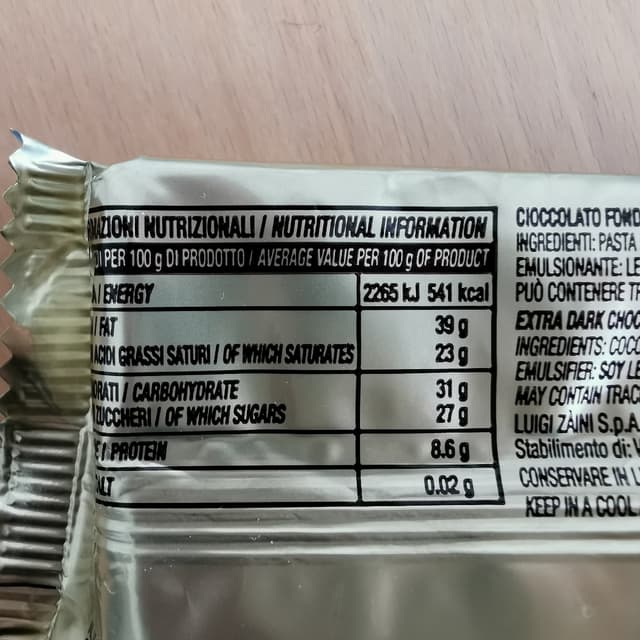 AZIONI NUTRIZIONALI / NUTRITIONAL INFORMATION
PER 100 g DI PRODOTTO / AVERAGE VALUE PER 100 g OF PRODUCT
A / ENERGY 2265 kJ 541 kcal
/ FAT 39 g
ACIDI GRASSI SATURI / OF WHICH SATURATES 23 g
DRATI / CARBOHYDRATE 31 g
ZUCCHERI / OF WHICH SUGARS 27 g
E / PROTEIN 8.6 g
ALT 0.02 g
CIOCCOLATO FOND
INGREDIENTI: PASTA
EMULSIONANTE: LE
PUÒ CONTENERE TR
EXTRA DARK CHOC
INGREDIENTS: COCO
EMULSIFIER: SOY LE
MAY CONTAIN TRAC
LUIGI ZÀINI S.p.A.
Stabilimento di: V
CONSERVARE IN L
KEEP IN A COOL